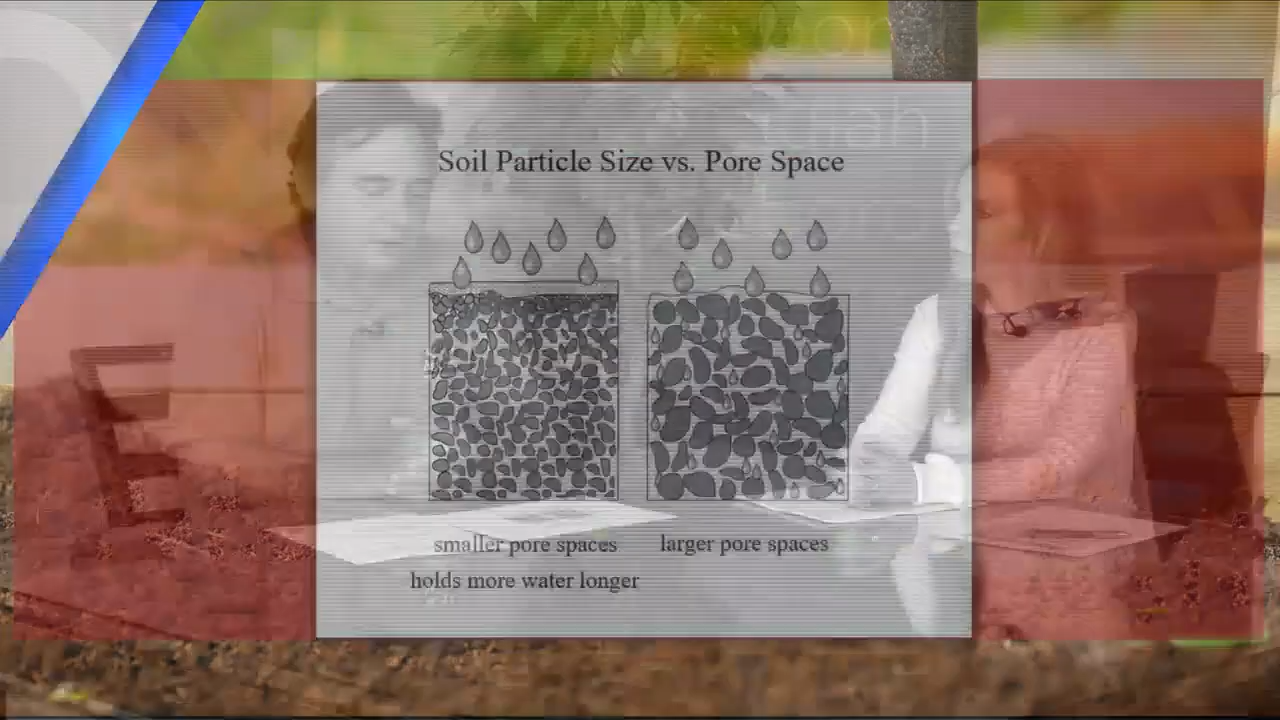 Soil Particle Size vs. Pore Space
smaller pore spaces
larger pore spaces
holds more water longer